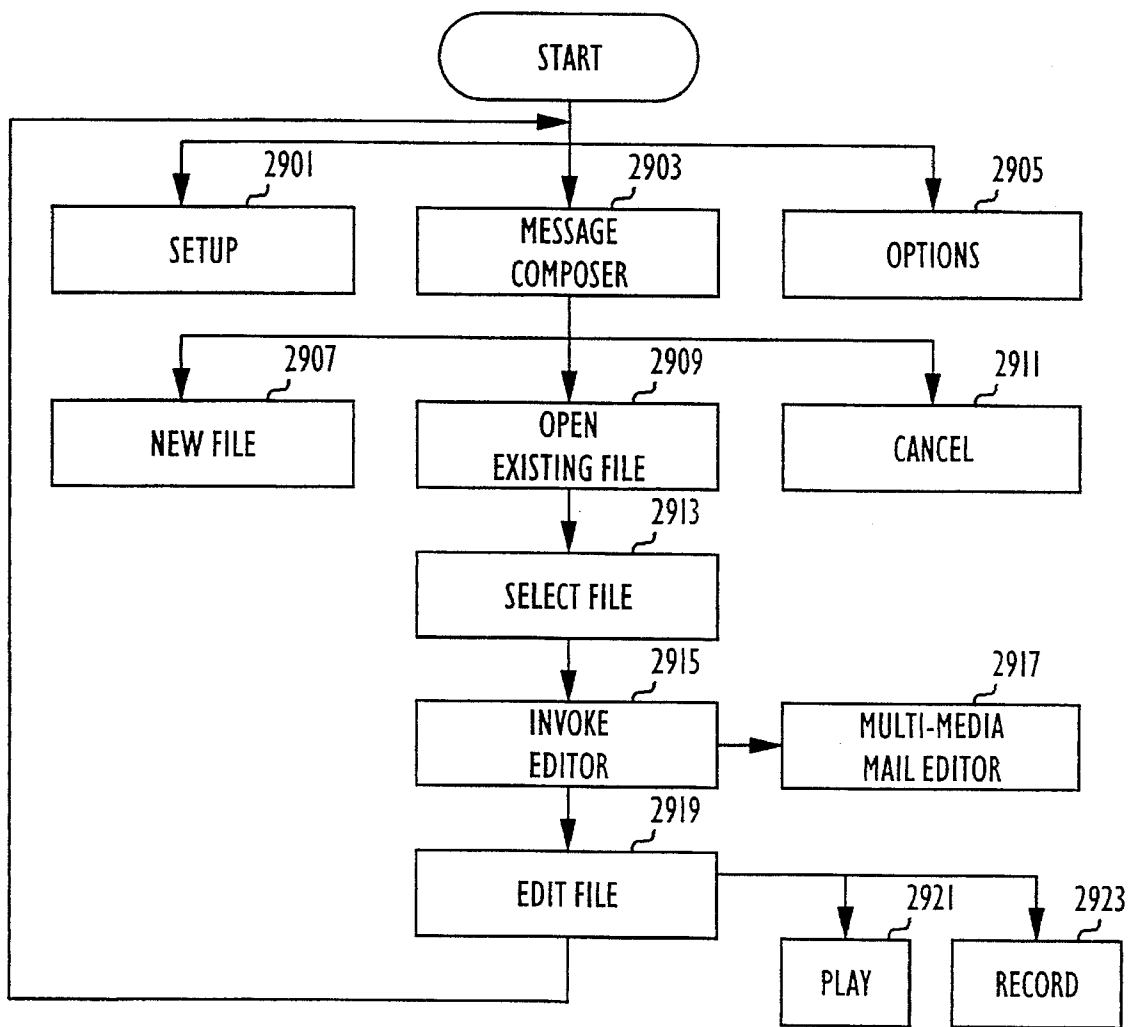 START
2901
2903
2905
SETUP
MESSAGE
COMPOSER
OPTIONS
2907
2909
2911
NEW FILE
OPEN
EXISTING FILE
CANCEL
2913
SELECT FILE
2915
2917
INVOKE
EDITOR
MULTI-MEDIA
MAIL EDITOR
2919
EDIT FILE
2921
2923
PLAY
RECORD